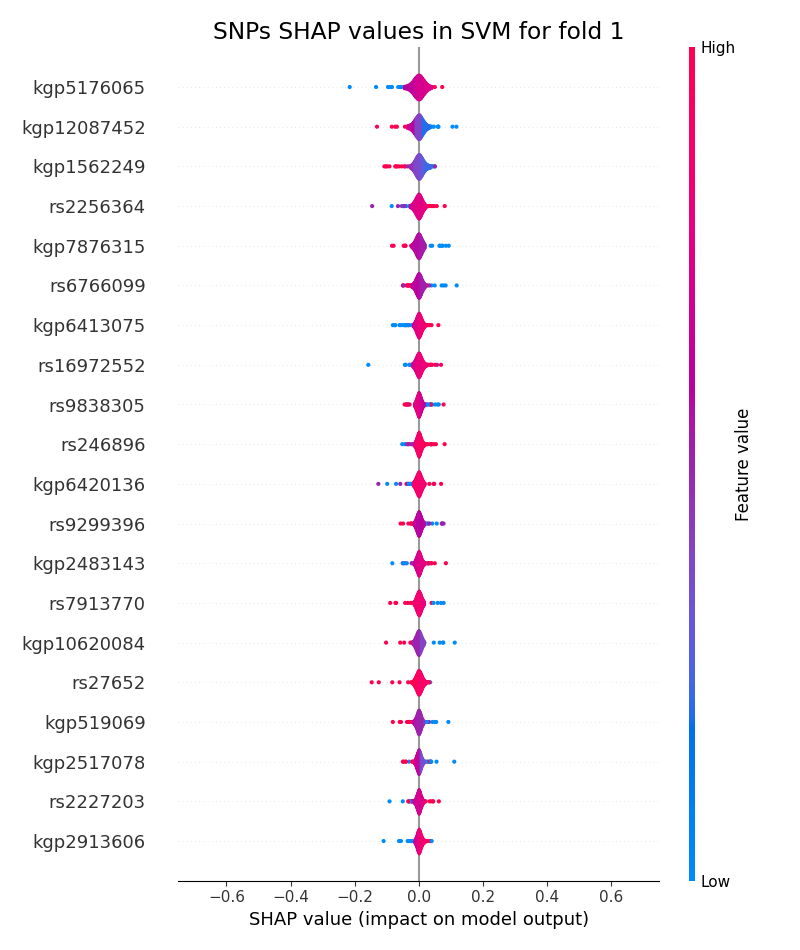 SNPs SHAP values in SVM for fold 1
High
kgp5176065
kgp12087452
kgp1562249
rs2256364
kgp7876315
rs6766099
kgp6413075
rs16972552
rs9838305
rs246896
kgp6420136
rs9299396
kgp2483143
rs7913770
kgp10620084
rs27652
kgp519069
kgp2517078
rs2227203
kgp2913606
Feature value
Low
−0.6 −0.4 −0.2 0.0 0.2 0.4 0.6
SHAP value (impact on model output)